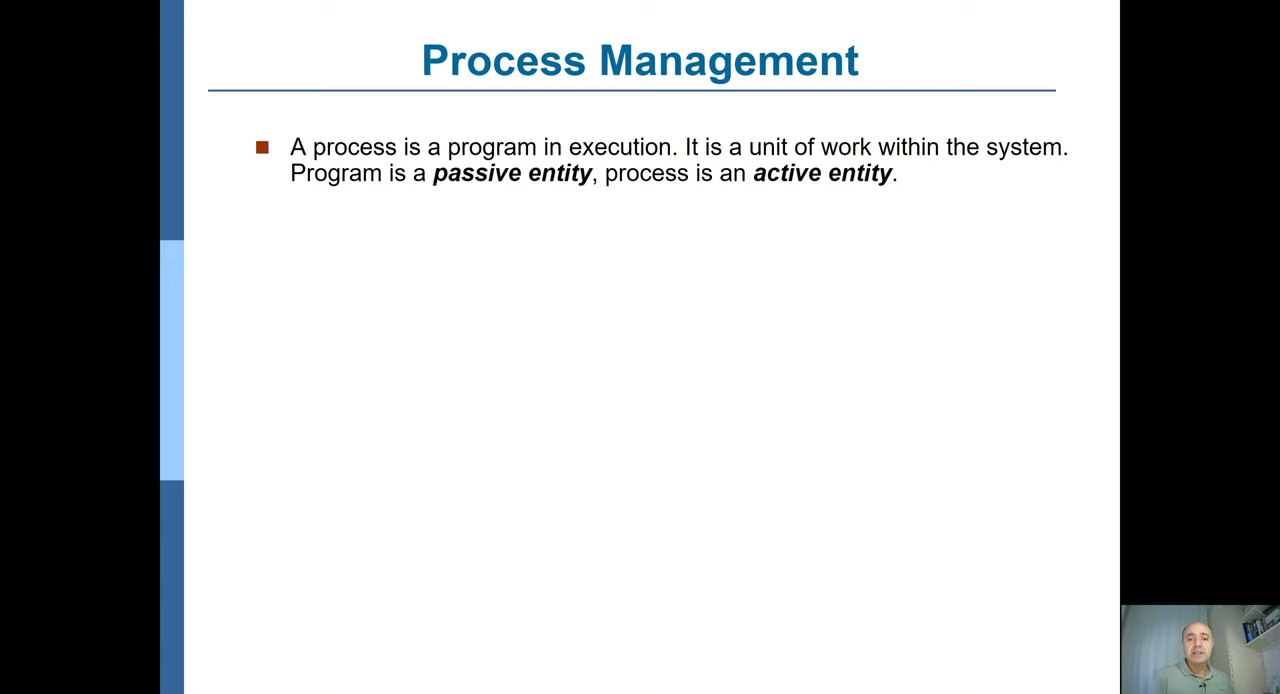 Process Management
A process is a program in execution. It is a unit of work within the system.
Program is a passive entity, process is an active entity.